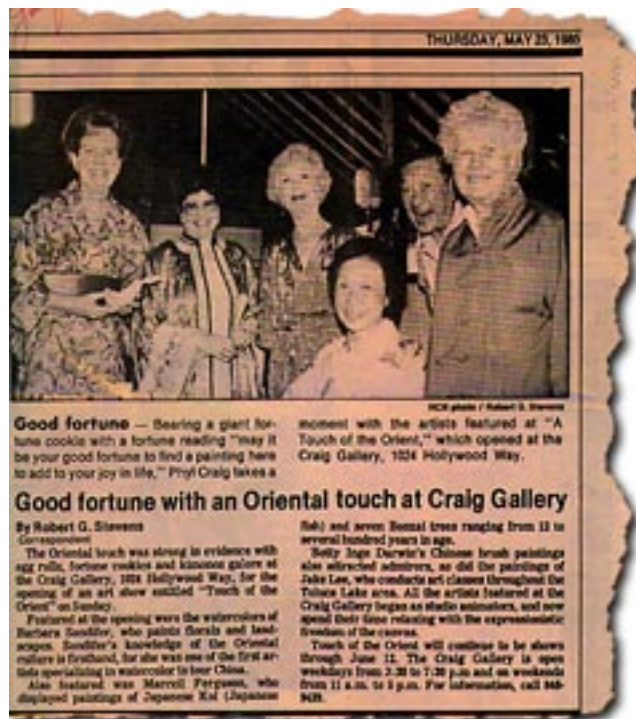 THURSDAY, MAY 23, 1980
NCN photo / Robert G. Stevens
Good fortune — Bearing a giant for-
tune cookie with a fortune reading "may it
be your good fortune to find a painting here
to add to your joy in life," Phyl Craig takes a
moment with the artists featured at "A
Touch of the Orient," which opened at the
Craig Gallery, 1024 Hollywood Way.
Good fortune with an Oriental touch at Craig Gallery
By Robert G. Stevens
Correspondent
The Oriental touch was strong in evidence with
egg rolls, fortune cookies and kimonos galore at
the Craig Gallery, 1024 Hollywood Way, for the
opening of an art show entitled "Touch of the
Orient" on Sunday.
Featured at the opening were the watercolors of
Barbara Sandifer, who paints florals and land-
scapes. Sandifer's knowledge of the Oriental
culture is firsthand, for she was one of the first ar-
tists specializing in watercolor to tour China.
Also featured was Marcell Ferguson, who
displayed paintings of Japanese Koi (Japanese
fish) and seven Bonsai trees ranging from 13 to
several hundred years in age.
Betty Inge Darwin's Chinese brush paintings
also attracted admirers, as did the paintings of
Jake Lee, who conducts art classes throughout the
Toluca Lake area. All the artists featured at the
Craig Gallery began as studio animators, and now
spend their time relaxing with the expressionistic
freedom of the canvas.
Touch of the Orient will continue to be shown
through June 12. The Craig Gallery is open
weekdays from 3:30 to 7:30 p.m and on weekends
from 11 a.m. to 5 p.m. For information, call